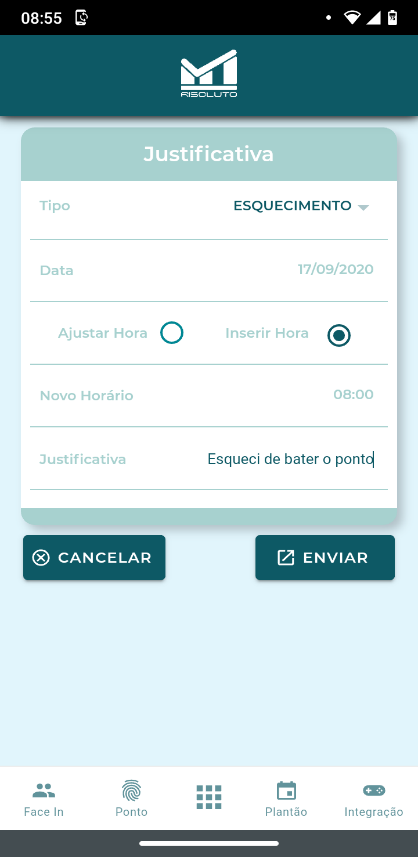 08:55
RISOLUTO
Justificativa
Tipo ESQUECIMENTO
Data 17/09/2020
Ajustar Hora Inserir Hora
Novo Horário 08:00
Justificativa Esqueci de bater o ponto
CANCELAR ENVIAR
Face In Ponto Plantão Integração